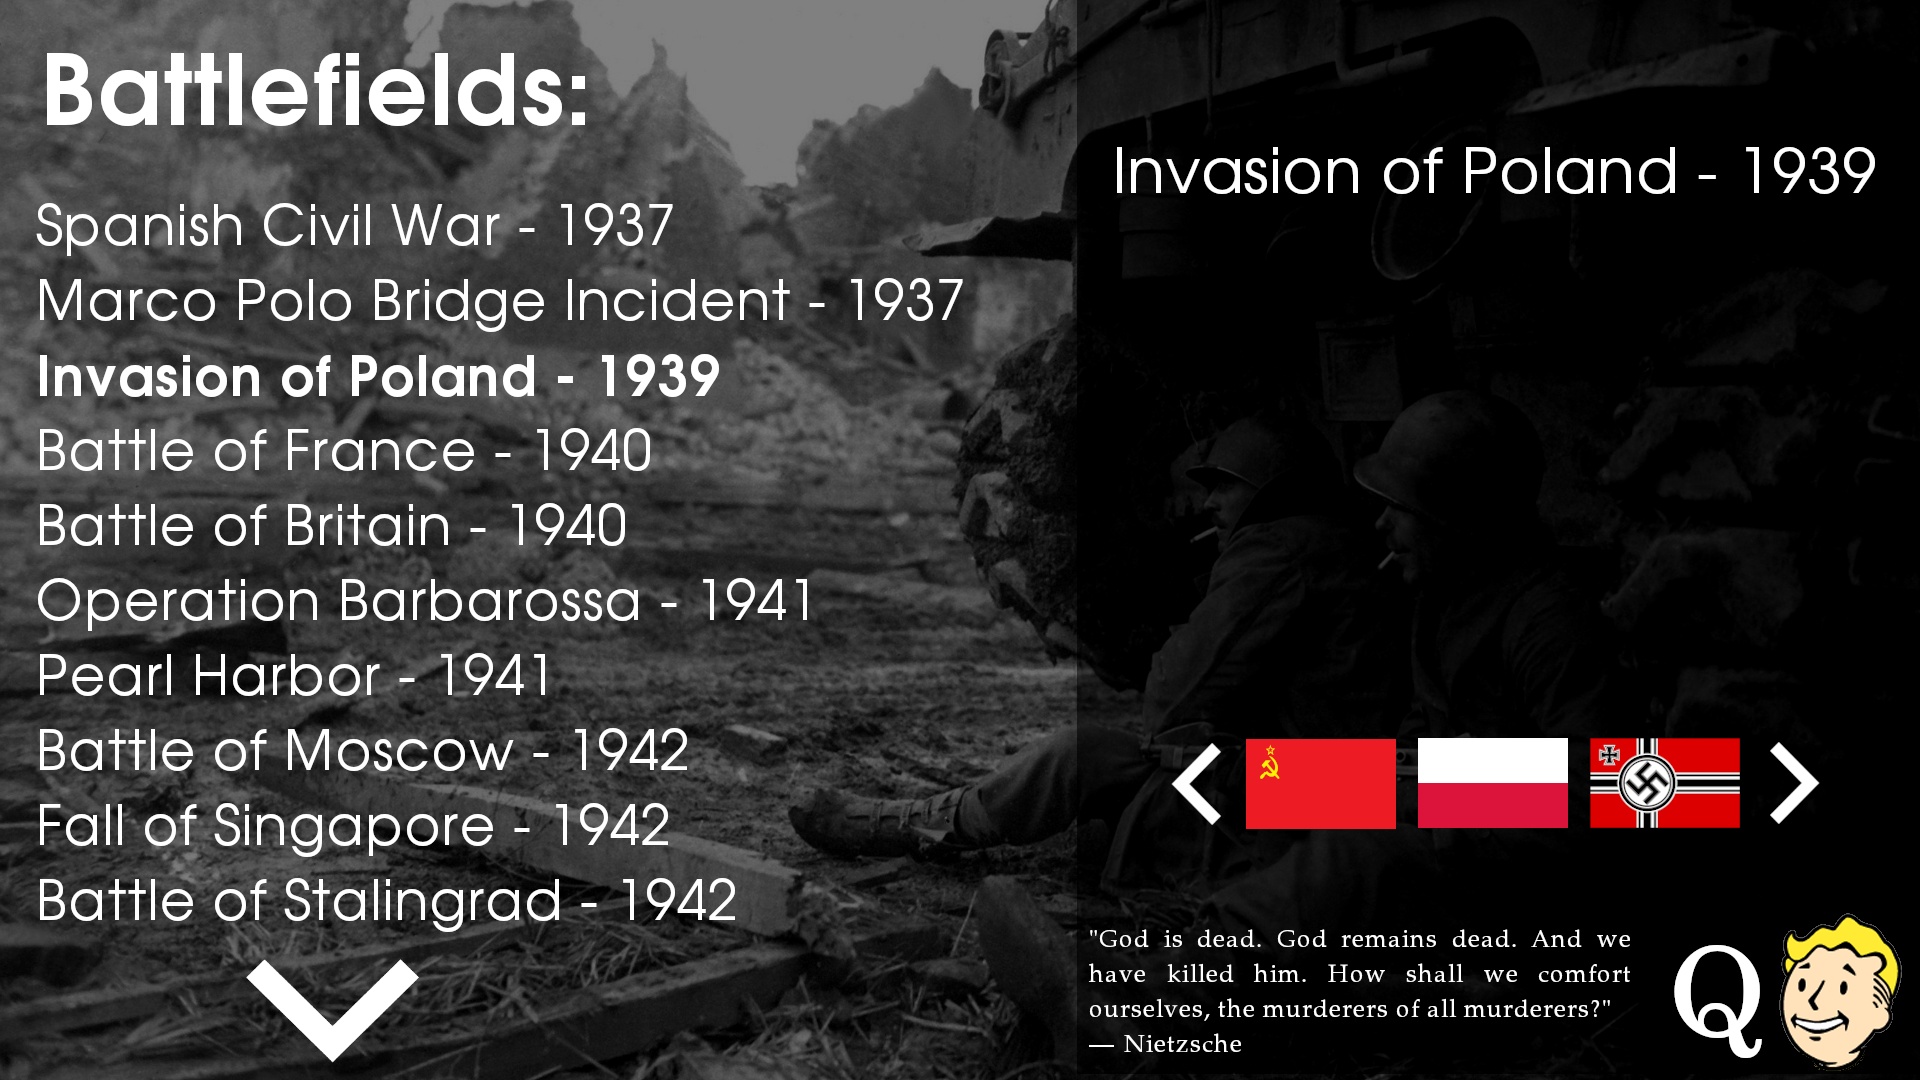 Battlefields:
Spanish Civil War - 1937
Marco Polo Bridge Incident - 1937
Invasion of Poland - 1939
Battle of France - 1940
Battle of Britain - 1940
Operation Barbarossa - 1941
Pearl Harbor - 1941
Battle of Moscow - 1942
Fall of Singapore - 1942
Battle of Stalingrad - 1942
Invasion of Poland - 1939
"God is dead. God remains dead. And we
have killed him. How shall we comfort
ourselves, the murderers of all murderers?"
— Nietzsche
Q